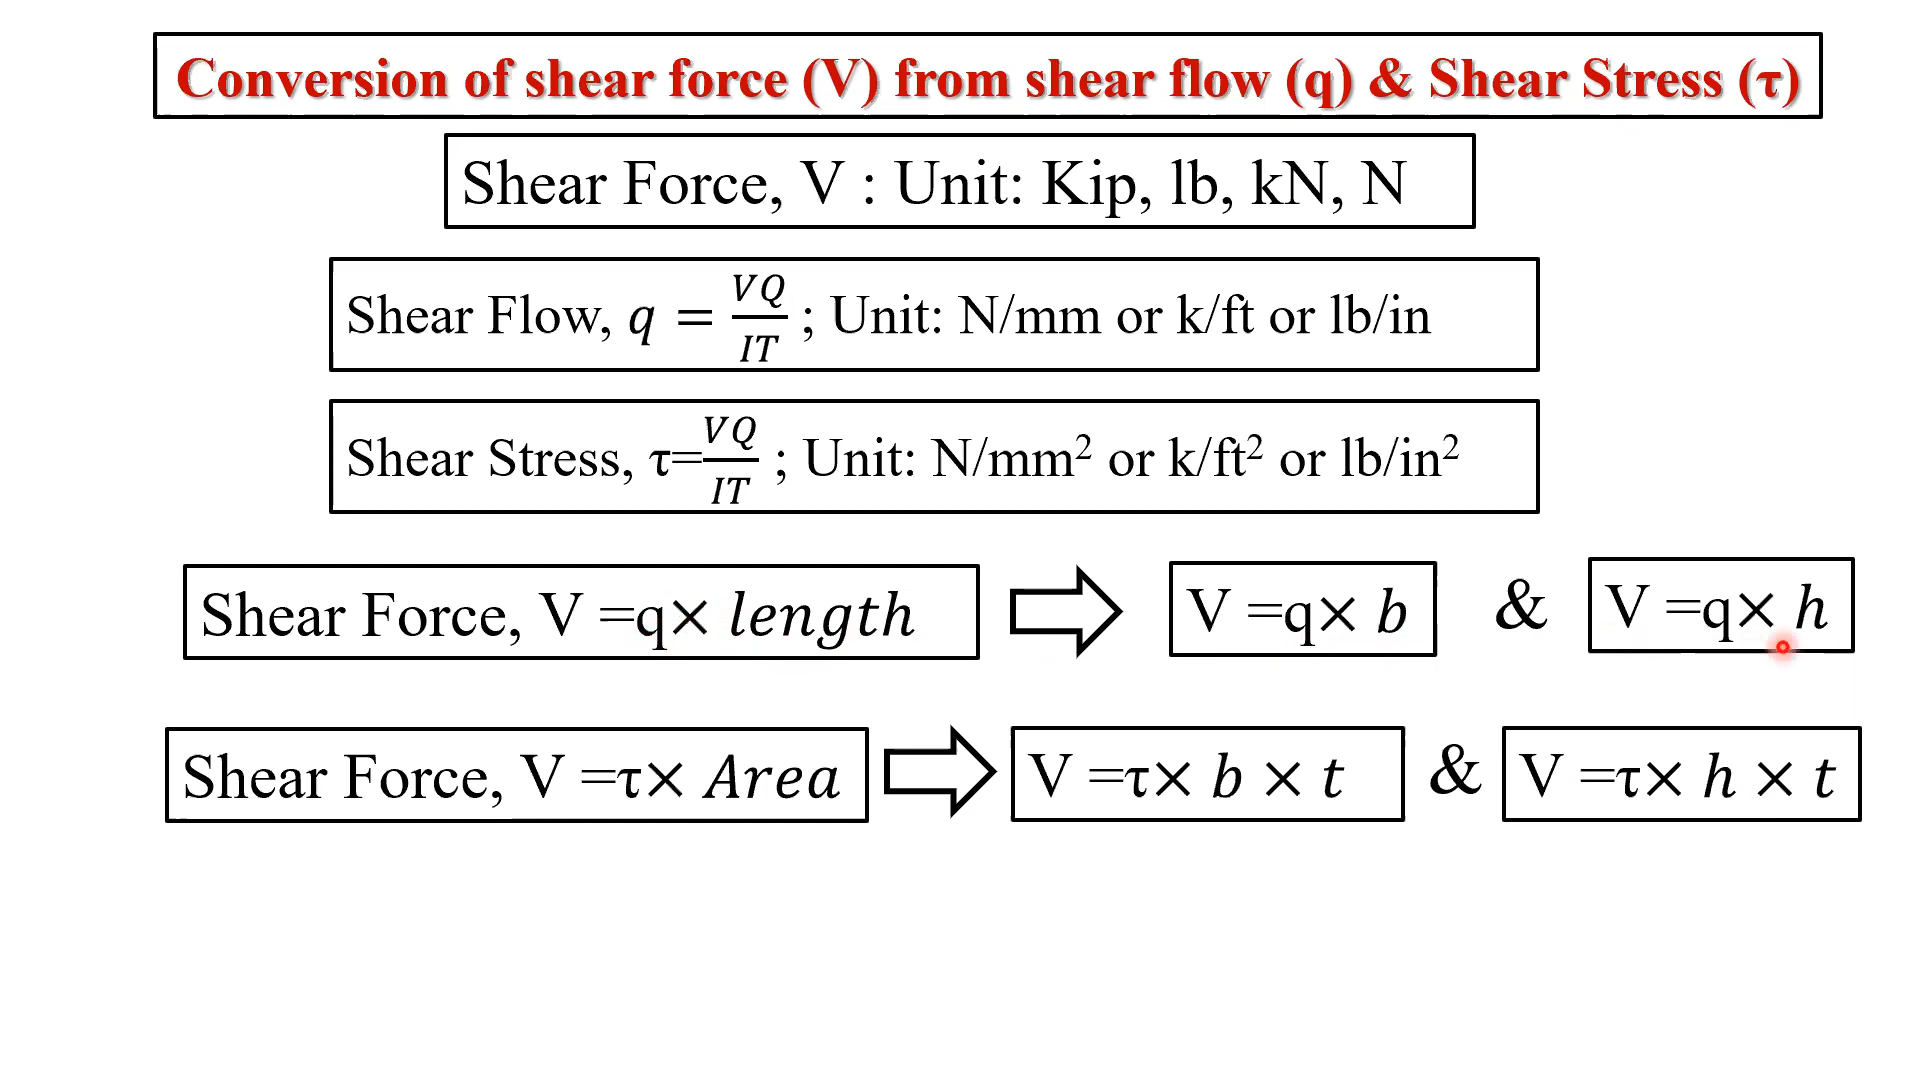 Conversion of shear force (V) from shear flow (q) & Shear Stress (τ)
Shear Force, V : Unit: Kip, lb, kN, N
Shear Flow, q = VQ/IT ; Unit: N/mm or k/ft or lb/in
Shear Stress, τ=VQ/IT ; Unit: N/mm² or k/ft² or lb/in²
Shear Force, V =q× length V =q× b & V =q× h
Shear Force, V =τ× Area V =τ× b × t & V =τ× h × t